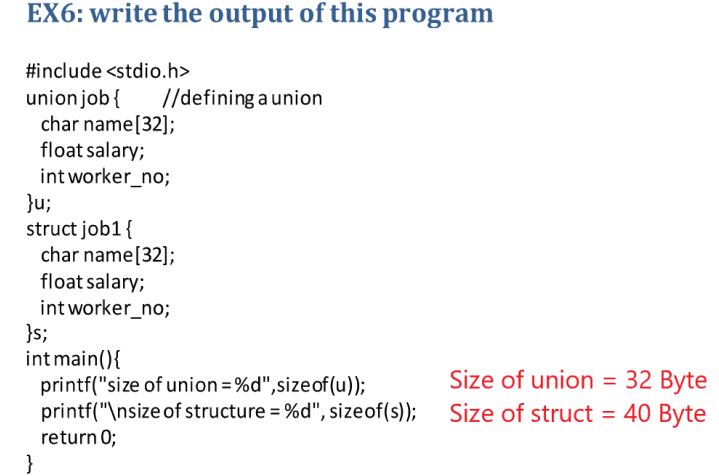 EX6: write the output of this program
#include <stdio.h>
union job { //defining a union
char name[32];
float salary;
int worker_no;
}u;
struct job1 {
char name[32];
float salary;
int worker_no;
}s;
int main(){
printf("size of union = %d",sizeof(u));
Size of union = 32 Byte
printf("\nsize of structure = %d", sizeof(s));
Size of struct = 40 Byte
return 0;
}